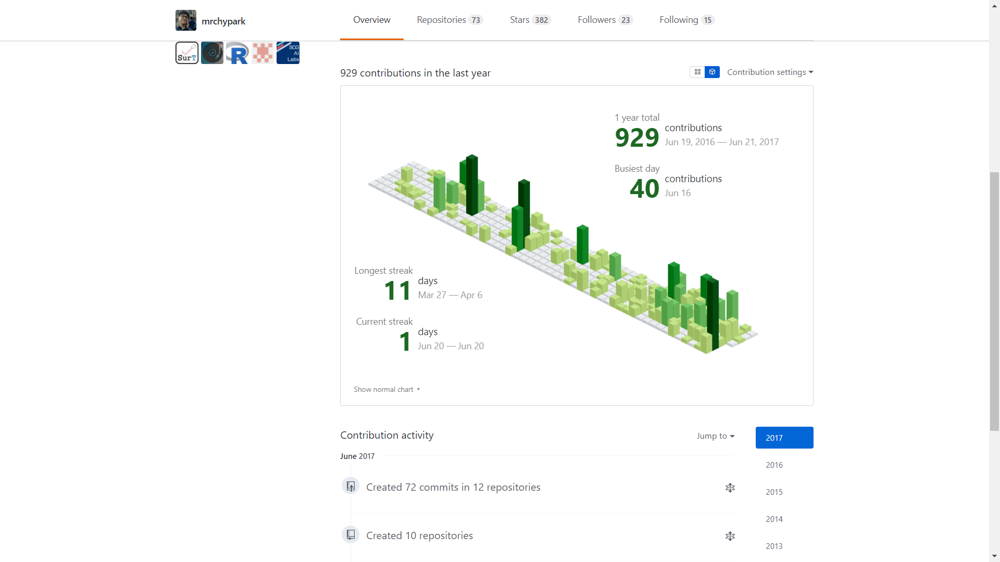 mrchypark
Overview
Repositories 73
Stars 382
Followers 23
Following 15
SurT
R
SCG
AI
Labs
929 contributions in the last year
Contribution settings
1 year total
929 contributions
Jun 19, 2016 — Jun 21, 2017
Busiest day
40 contributions
Jun 16
Longest streak
11 days
Mar 27 — Apr 6
Current streak
1 days
Jun 20 — Jun 20
Show normal chart
Contribution activity
Jump to
2017
2016
2015
2014
2013
June 2017
Created 72 commits in 12 repositories
Created 10 repositories